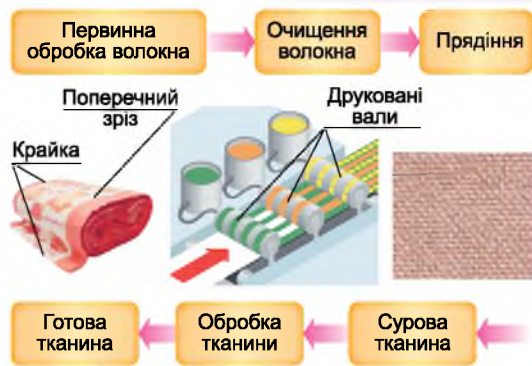 Первинна
обробка волокна
Очищення
волокна
Прядіння
Поперечний
зріз
Крайка
Друковані
вали
Готова
тканина
Обробка
тканини
Сурова
тканина